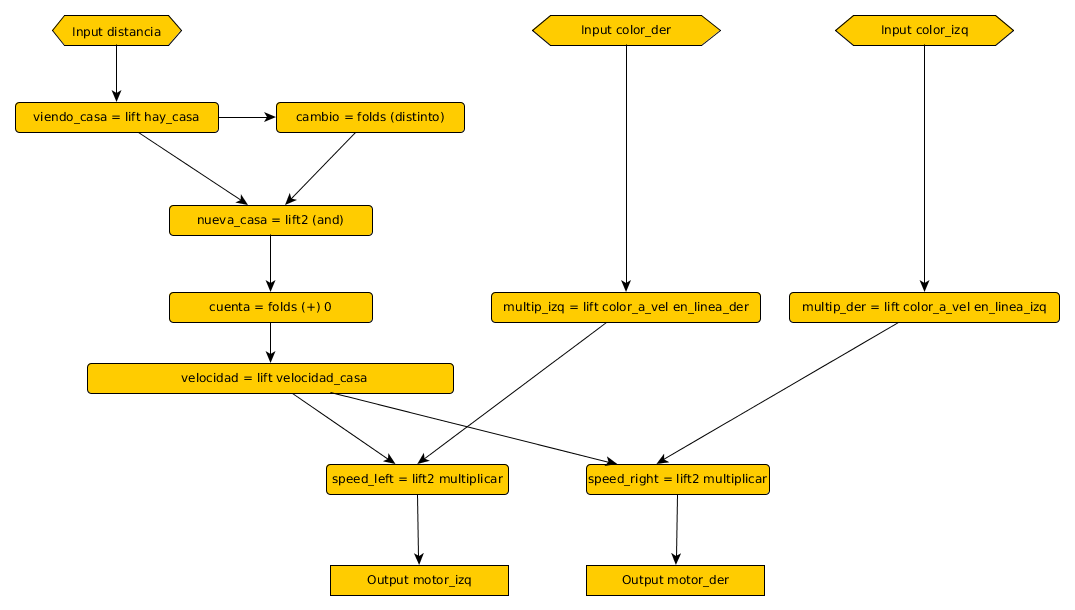 Input distancia
Input color_der
Input color_izq
viendo_casa = lift hay_casa
cambio = folds (distinto)
nueva_casa = lift2 (and)
cuenta = folds (+) 0
multip_izq = lift color_a_vel en_linea_der
multip_der = lift color_a_vel en_linea_izq
velocidad = lift velocidad_casa
speed_left = lift2 multiplicar
speed_right = lift2 multiplicar
Output motor_izq
Output motor_der